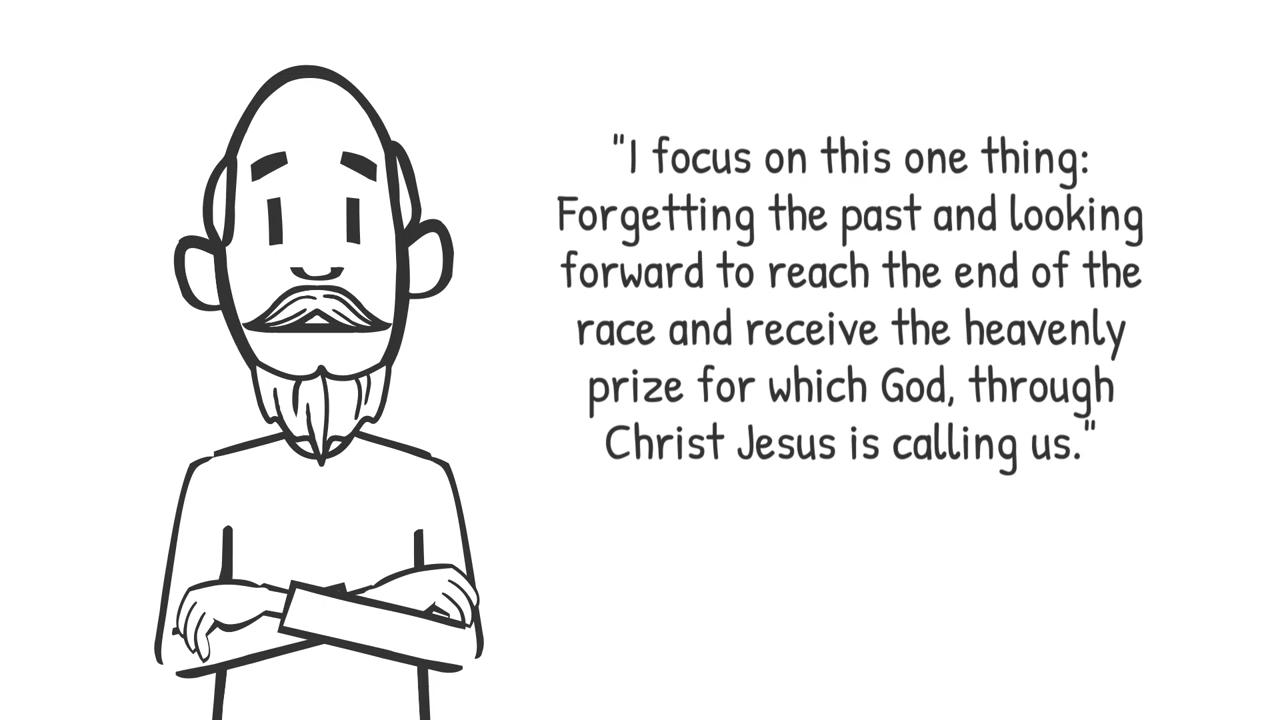 "I focus on this one thing:
Forgetting the past and looking
forward to reach the end of the
race and receive the heavenly
prize for which God, through
Christ Jesus is calling us."